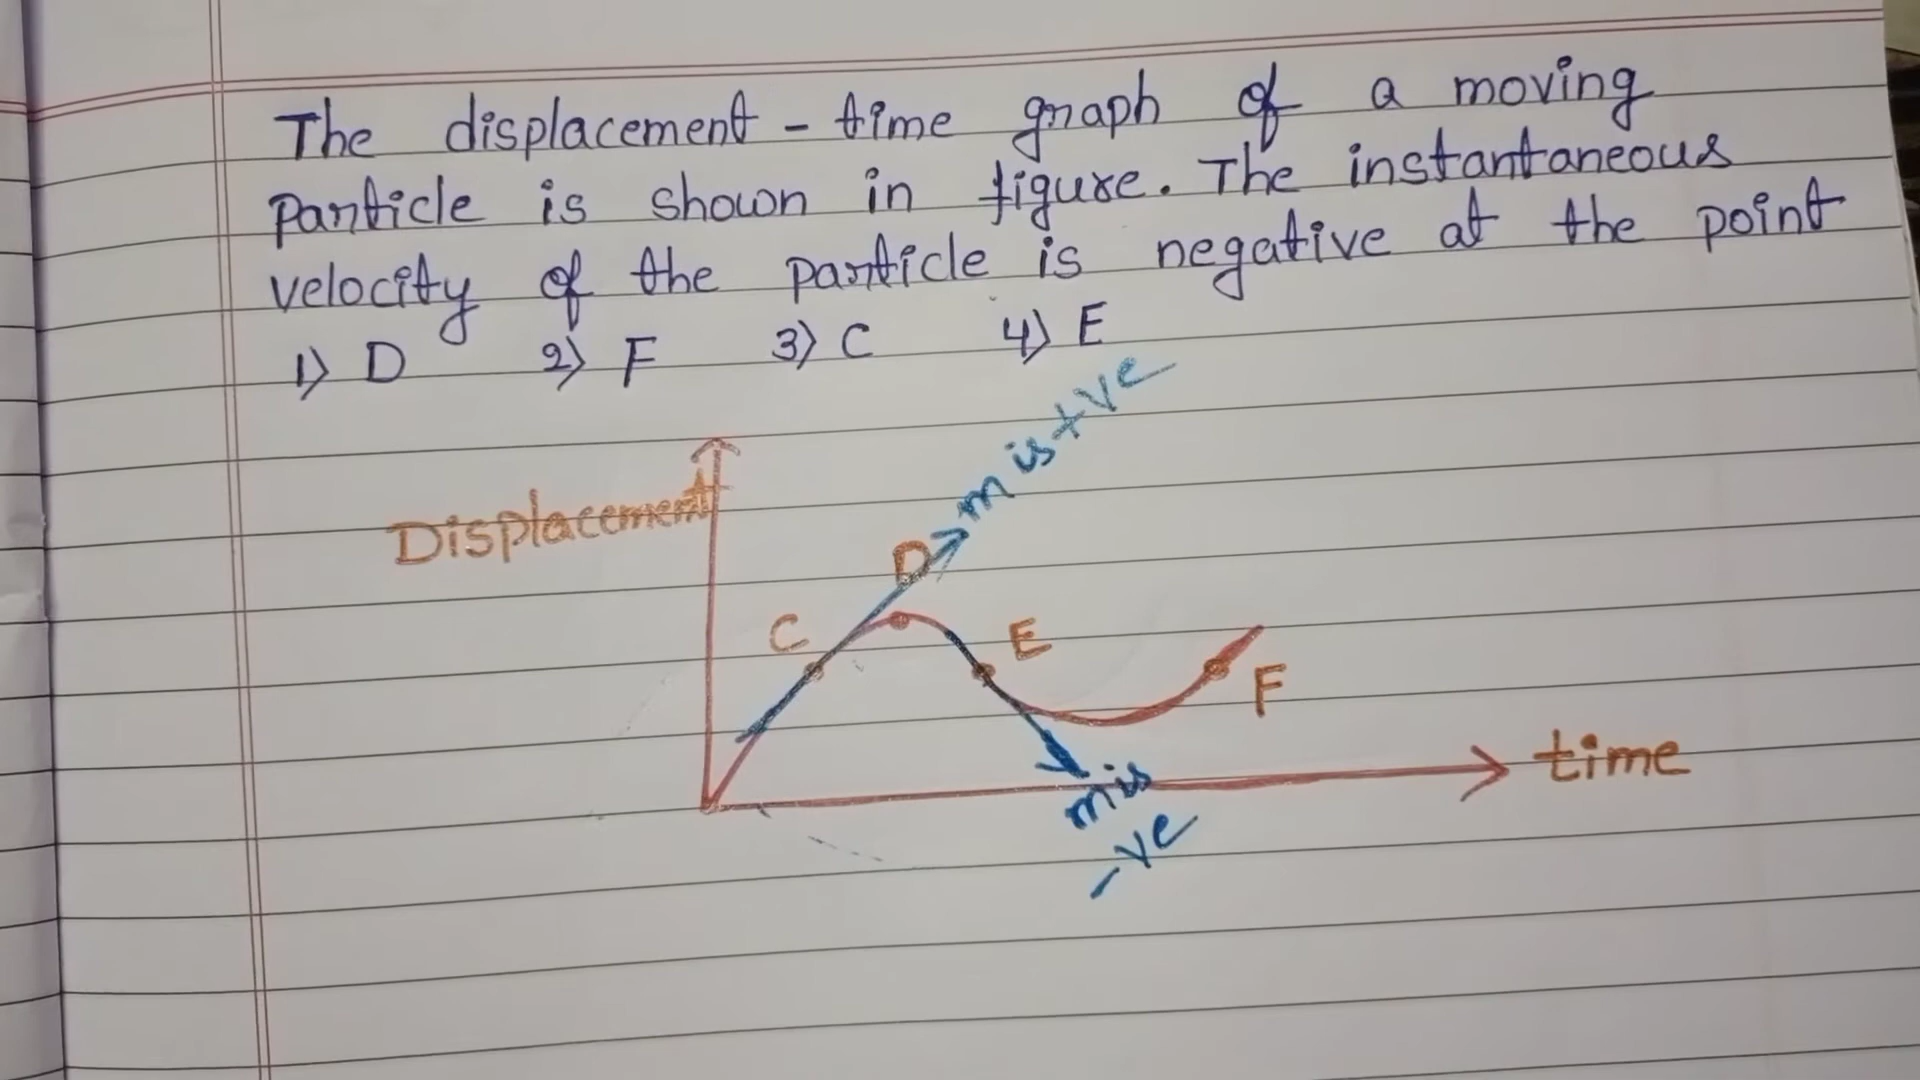 The displacement - time graph of a moving
particle is shown in figure. The instantaneous
velocity of the particle is negative at the point
1) D 2) F 3) C 4) E
m is +ve
Displacement
D
C
E
F
time
m is
-ve